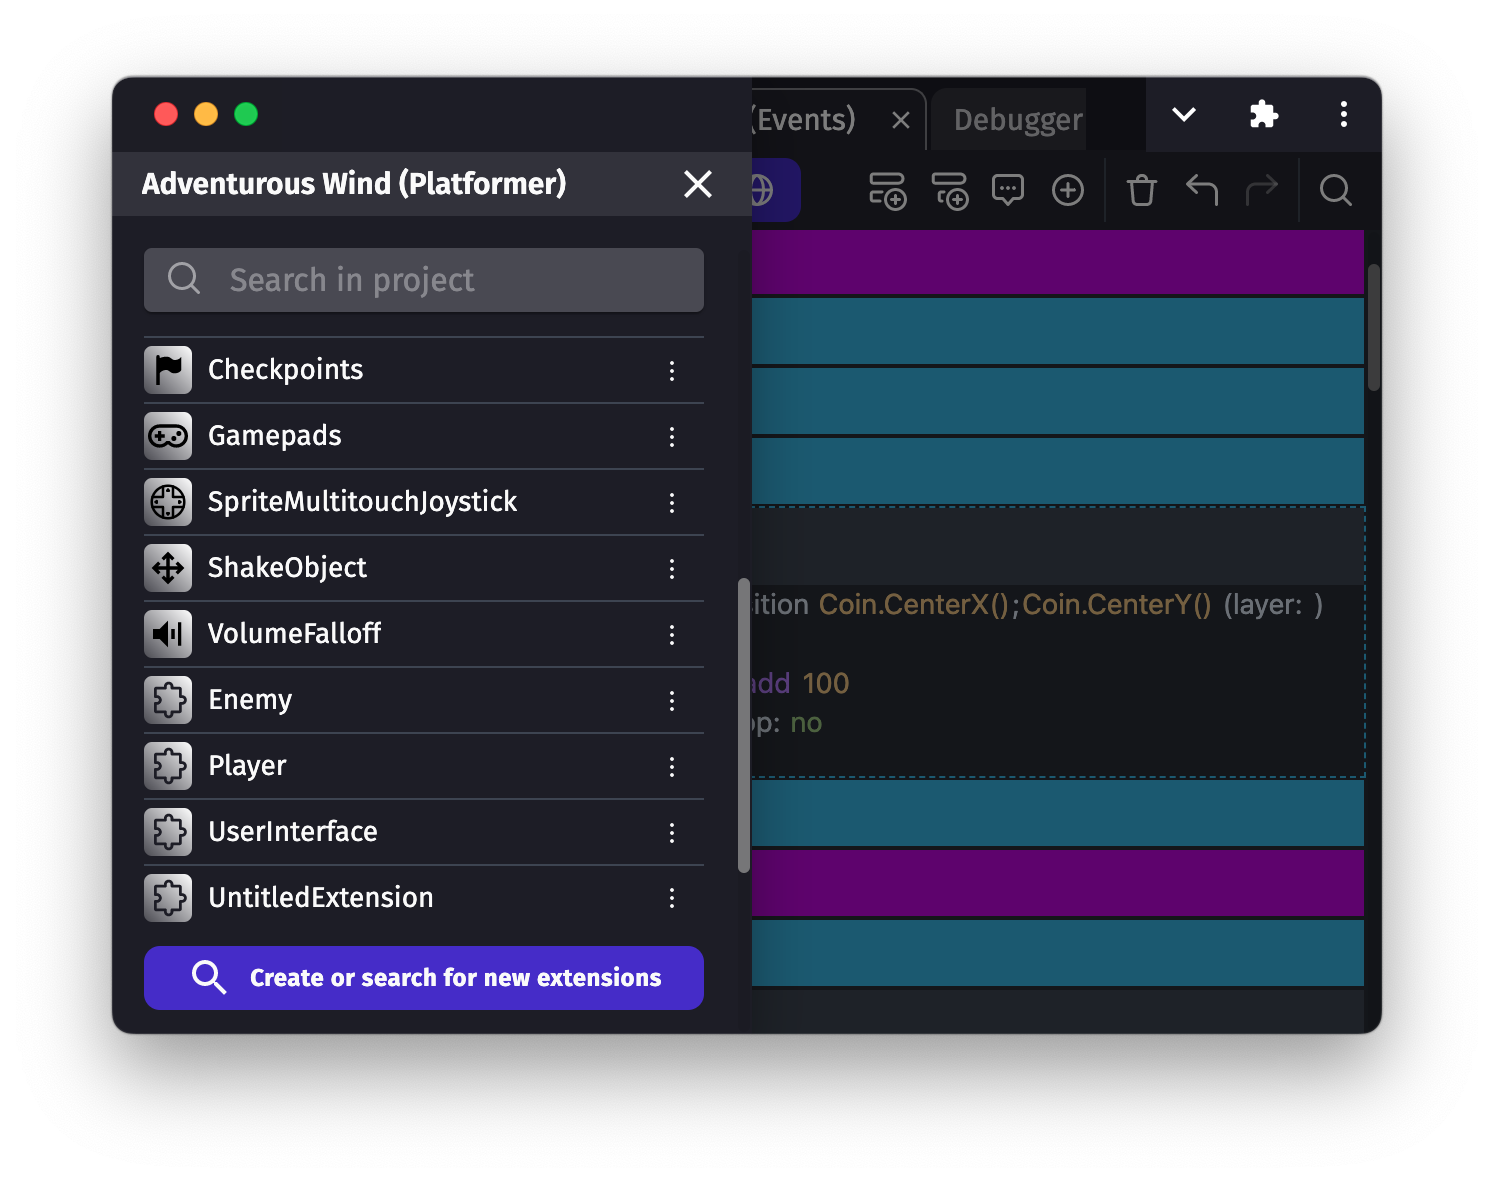 (Events)
Debugger
Adventurous Wind (Platformer)
Search in project
Checkpoints
Gamepads
SpriteMultitouchJoystick
ShakeObject
VolumeFalloff
Enemy
Player
UserInterface
UntitledExtension
Create or search for new extensions
ition Coin.CenterX();Coin.CenterY() (layer: )
add 100
op: no